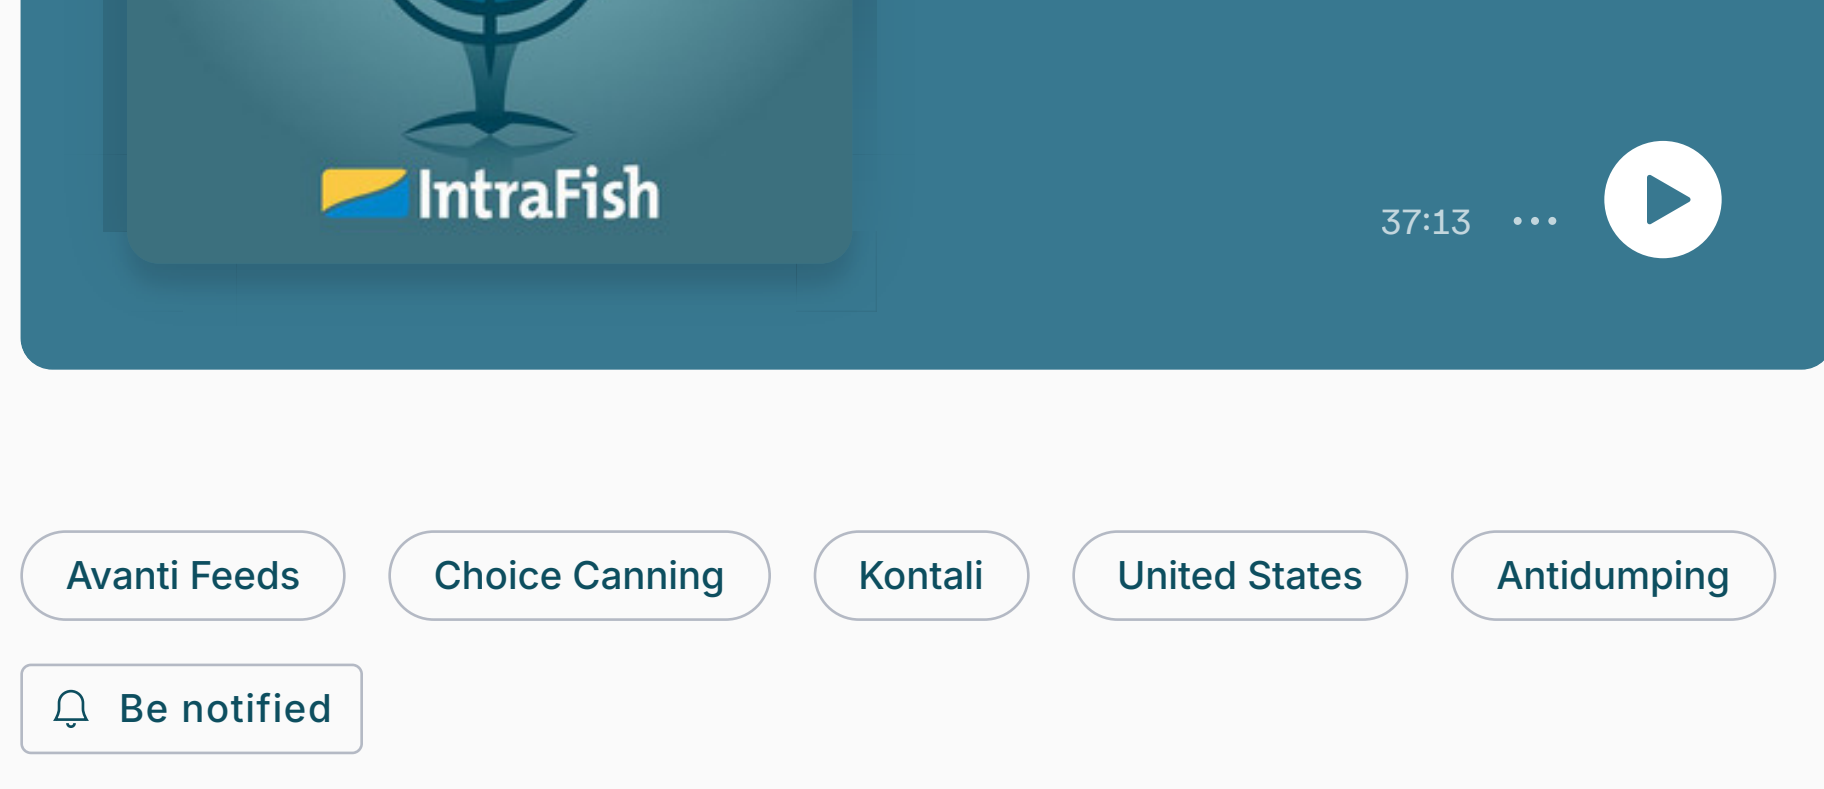 IntraFish
37:13
Avanti Feeds Choice Canning Kontali United States Antidumping
Be notified